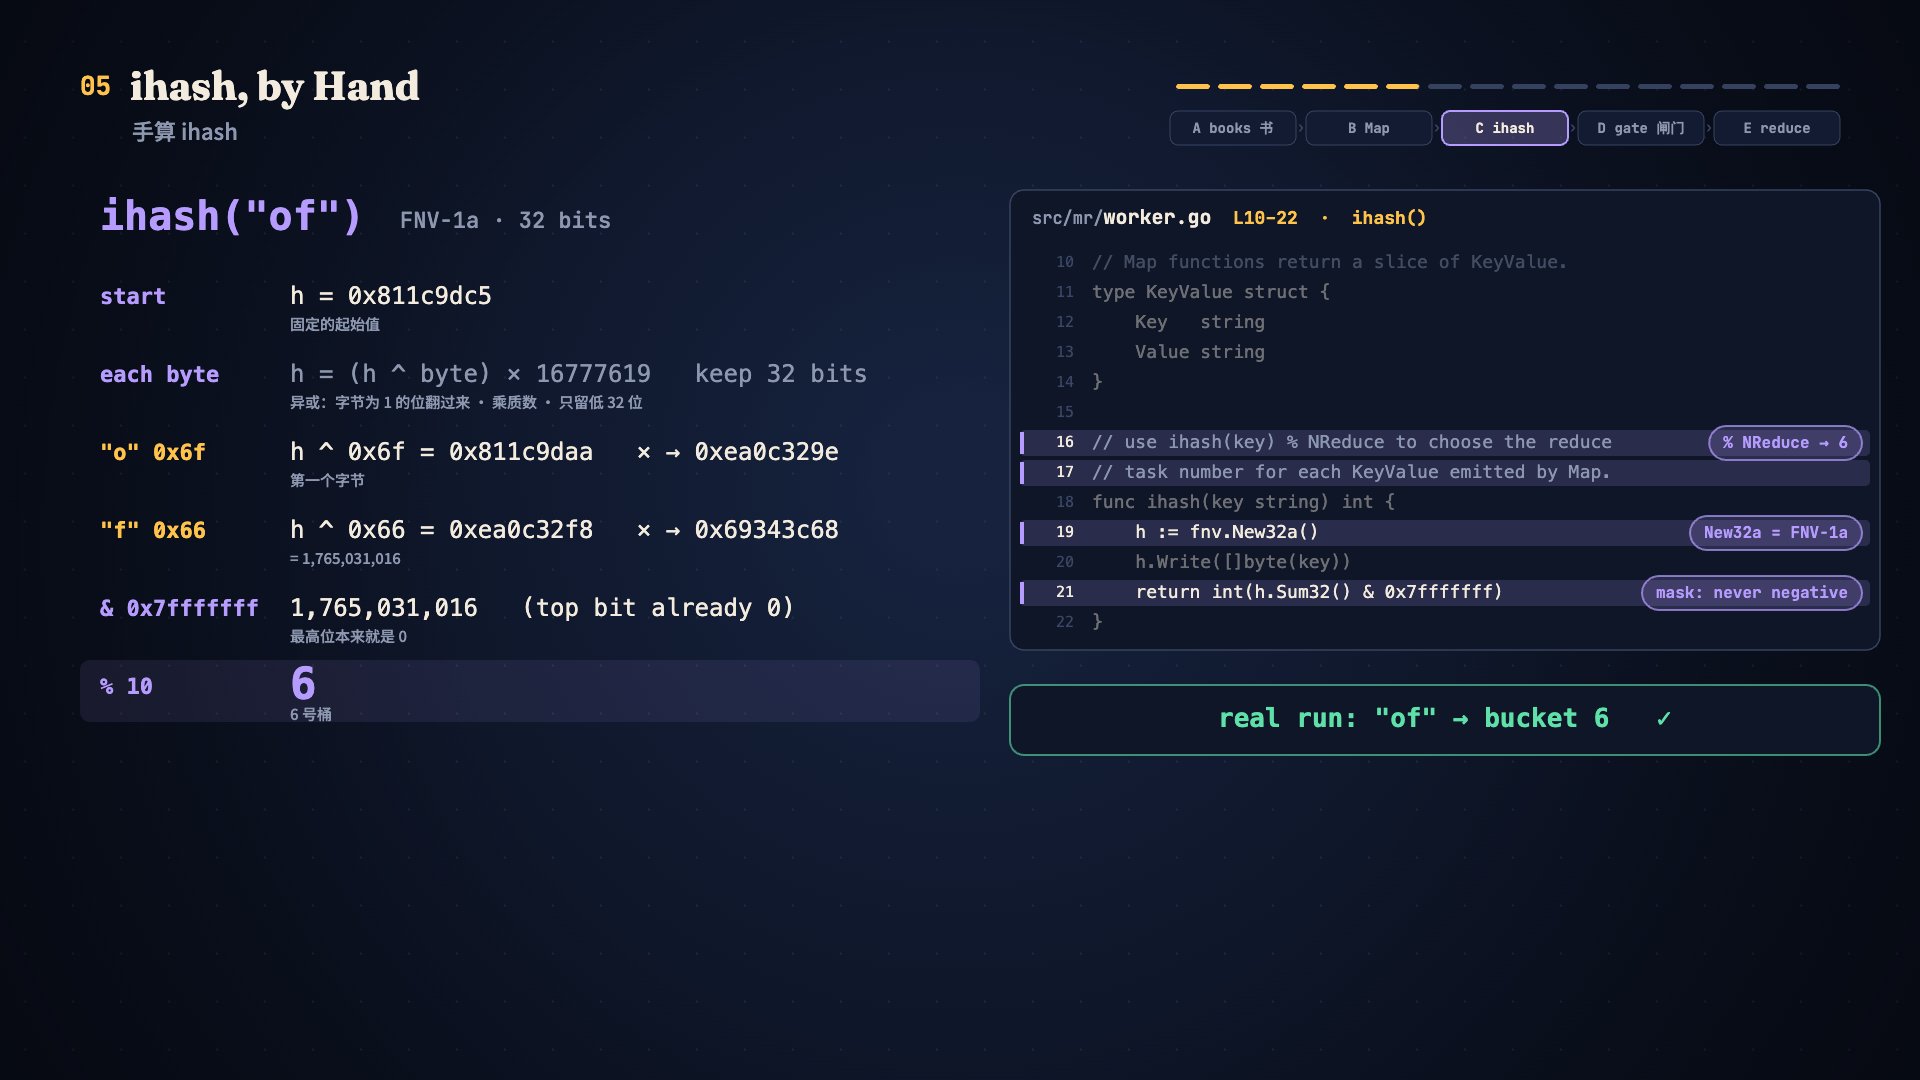 05 ihash, by Hand
手算 ihash
A books 书 › B Map › C ihash › D gate 闸门 › E reduce
ihash("of") FNV-1a · 32 bits
start h = 0x811c9dc5
固定的起始值
each byte h = (h ^ byte) × 16777619 keep 32 bits
异或：字节为 1 的位翻过来 · 乘质数 · 只留低 32 位
"o" 0x6f h ^ 0x6f = 0x811c9daa × → 0xea0c329e
第一个字节
"f" 0x66 h ^ 0x66 = 0xea0c32f8 × → 0x69343c68
= 1,765,031,016
& 0x7fffffff 1,765,031,016 (top bit already 0)
最高位本来就是 0
% 10 6
6 号桶
src/mr/worker.go L10–22 · ihash()
10 // Map functions return a slice of KeyValue.
11 type KeyValue struct {
12 Key string
13 Value string
14 }
15
16 // use ihash(key) % NReduce to choose the reduce % NReduce → 6
17 // task number for each KeyValue emitted by Map.
18 func ihash(key string) int {
19 h := fnv.New32a() New32a = FNV-1a
20 h.Write([]byte(key))
21 return int(h.Sum32() & 0x7fffffff) mask: never negative
22 }
real run: "of" → bucket 6 ✓